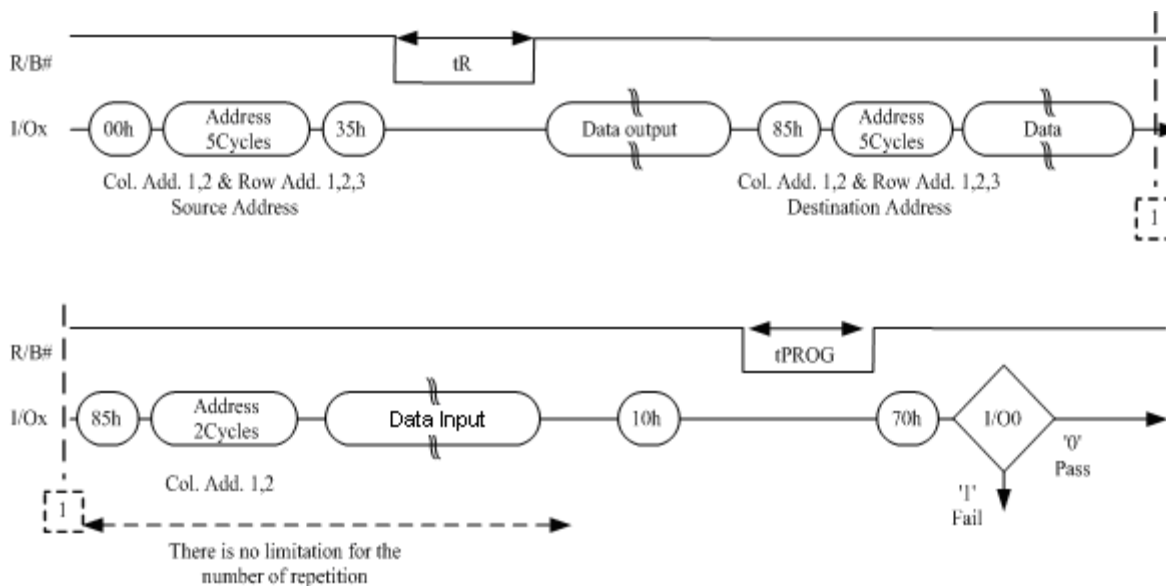 R/B#
tR
I/Ox
00h
Address
5Cycles
35h
Data output
85h
Address
5Cycles
Data
Col. Add. 1,2 & Row Add. 1,2,3
Source Address
Col. Add. 1,2 & Row Add. 1,2,3
Destination Address
1
R/B#
tPROG
I/Ox
85h
Address
2Cycles
Data Input
10h
70h
I/O0
'0'
Pass
'1'
Fail
Col. Add. 1,2
1
There is no limitation for the
number of repetition